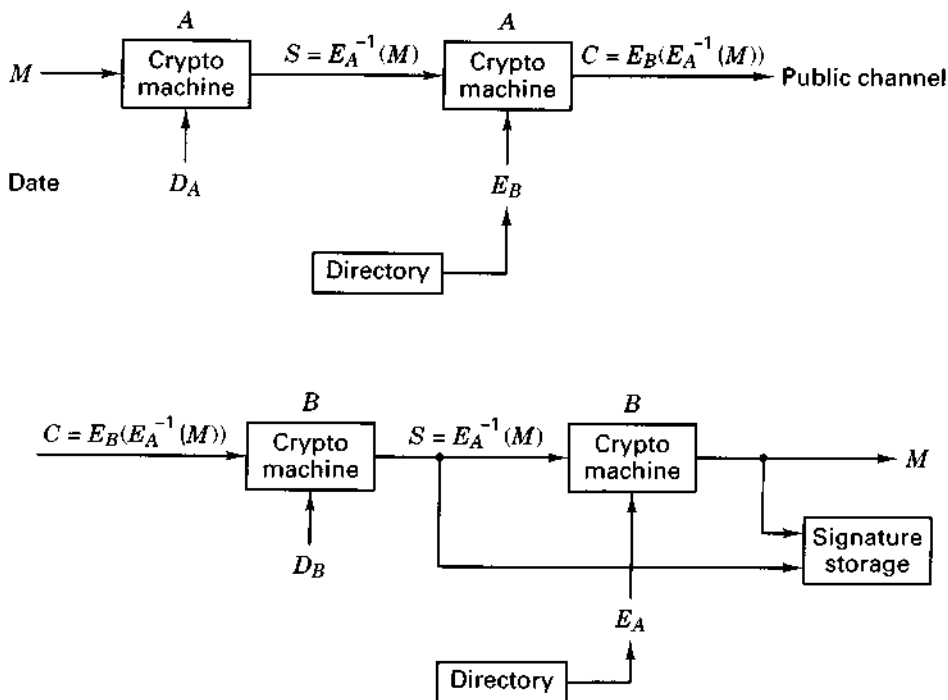 A
A
M
Crypto machine
S = E_A^{-1}(M)
Crypto machine
C = E_B(E_A^{-1}(M))
Public channel
Date
D_A
E_B
Directory
B
B
C = E_B(E_A^{-1}(M))
Crypto machine
S = E_A^{-1}(M)
Crypto machine
M
Signature storage
D_B
E_A
Directory